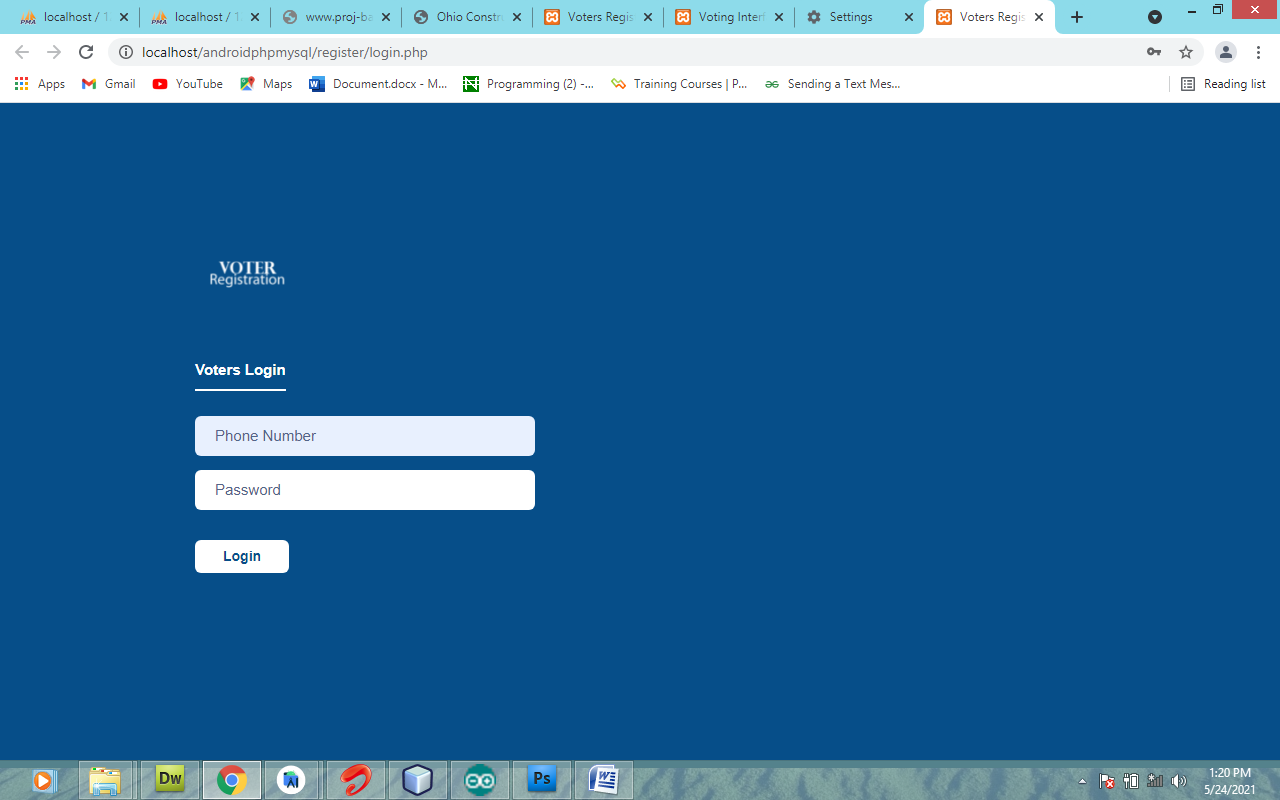 localhost / 1
localhost / 1
www.proj-ba
Ohio Constru
Voters Regis
Voting Interf
Settings
Voters Regis
localhost/androidphpmysql/register/login.php
Apps
Gmail
YouTube
Maps
Document.docx - M...
Programming (2) -...
Training Courses | P...
Sending a Text Mes...
Reading list
VOTER
Registration
Voters Login
Phone Number
Password
Login
Dw
Ps
1:20 PM
5/24/2021